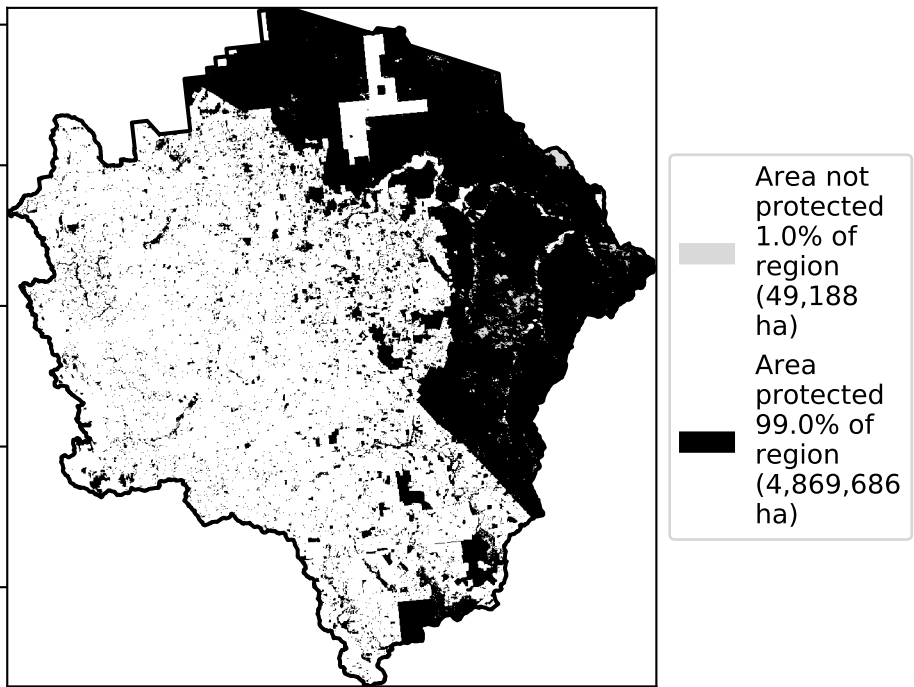 Area not
protected
1.0% of
region
(49,188
ha)
Area
protected
99.0% of
region
(4,869,686
ha)